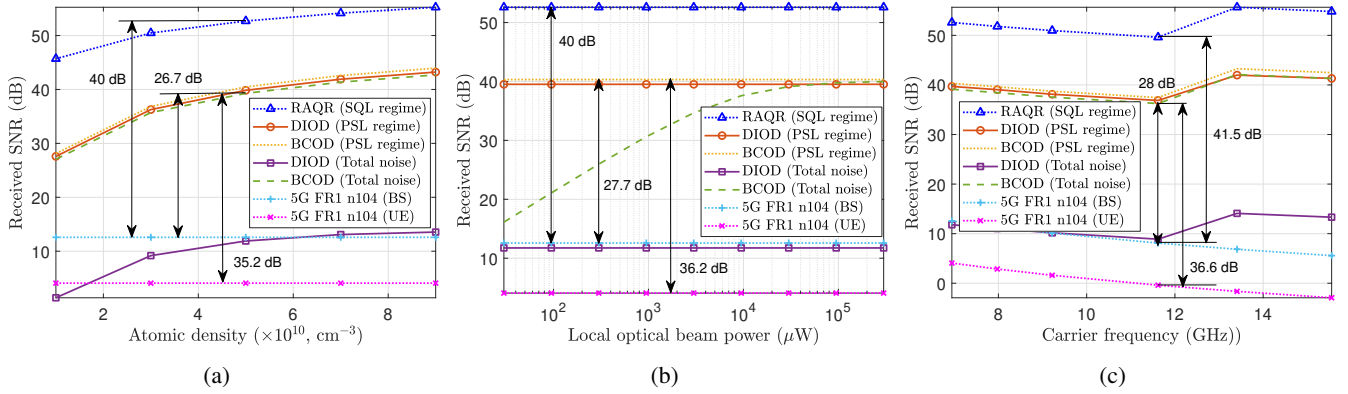 50
40
30
20
10
Received SNR (dB)
2
4
6
8
Atomic density (×10¹⁰, cm⁻³)
40 dB
26.7 dB
35.2 dB
RAQR (SQL regime)
DIOD (PSL regime)
BCOD (PSL regime)
DIOD (Total noise)
BCOD (Total noise)
5G FR1 n104 (BS)
5G FR1 n104 (UE)
(a)
50
40
30
20
10
Received SNR (dB)
10²
10³
10⁴
10⁵
Local optical beam power (μW)
40 dB
27.7 dB
36.2 dB
RAQR (SQL regime)
DIOD (PSL regime)
BCOD (PSL regime)
DIOD (Total noise)
BCOD (Total noise)
5G FR1 n104 (BS)
5G FR1 n104 (UE)
(b)
50
40
30
20
10
0
Received SNR (dB)
8
10
12
14
Carrier frequency (GHz))
28 dB
41.5 dB
36.6 dB
RAQR (SQL regime)
DIOD (PSL regime)
BCOD (PSL regime)
DIOD (Total noise)
BCOD (Total noise)
5G FR1 n104 (BS)
5G FR1 n104 (UE)
(c)